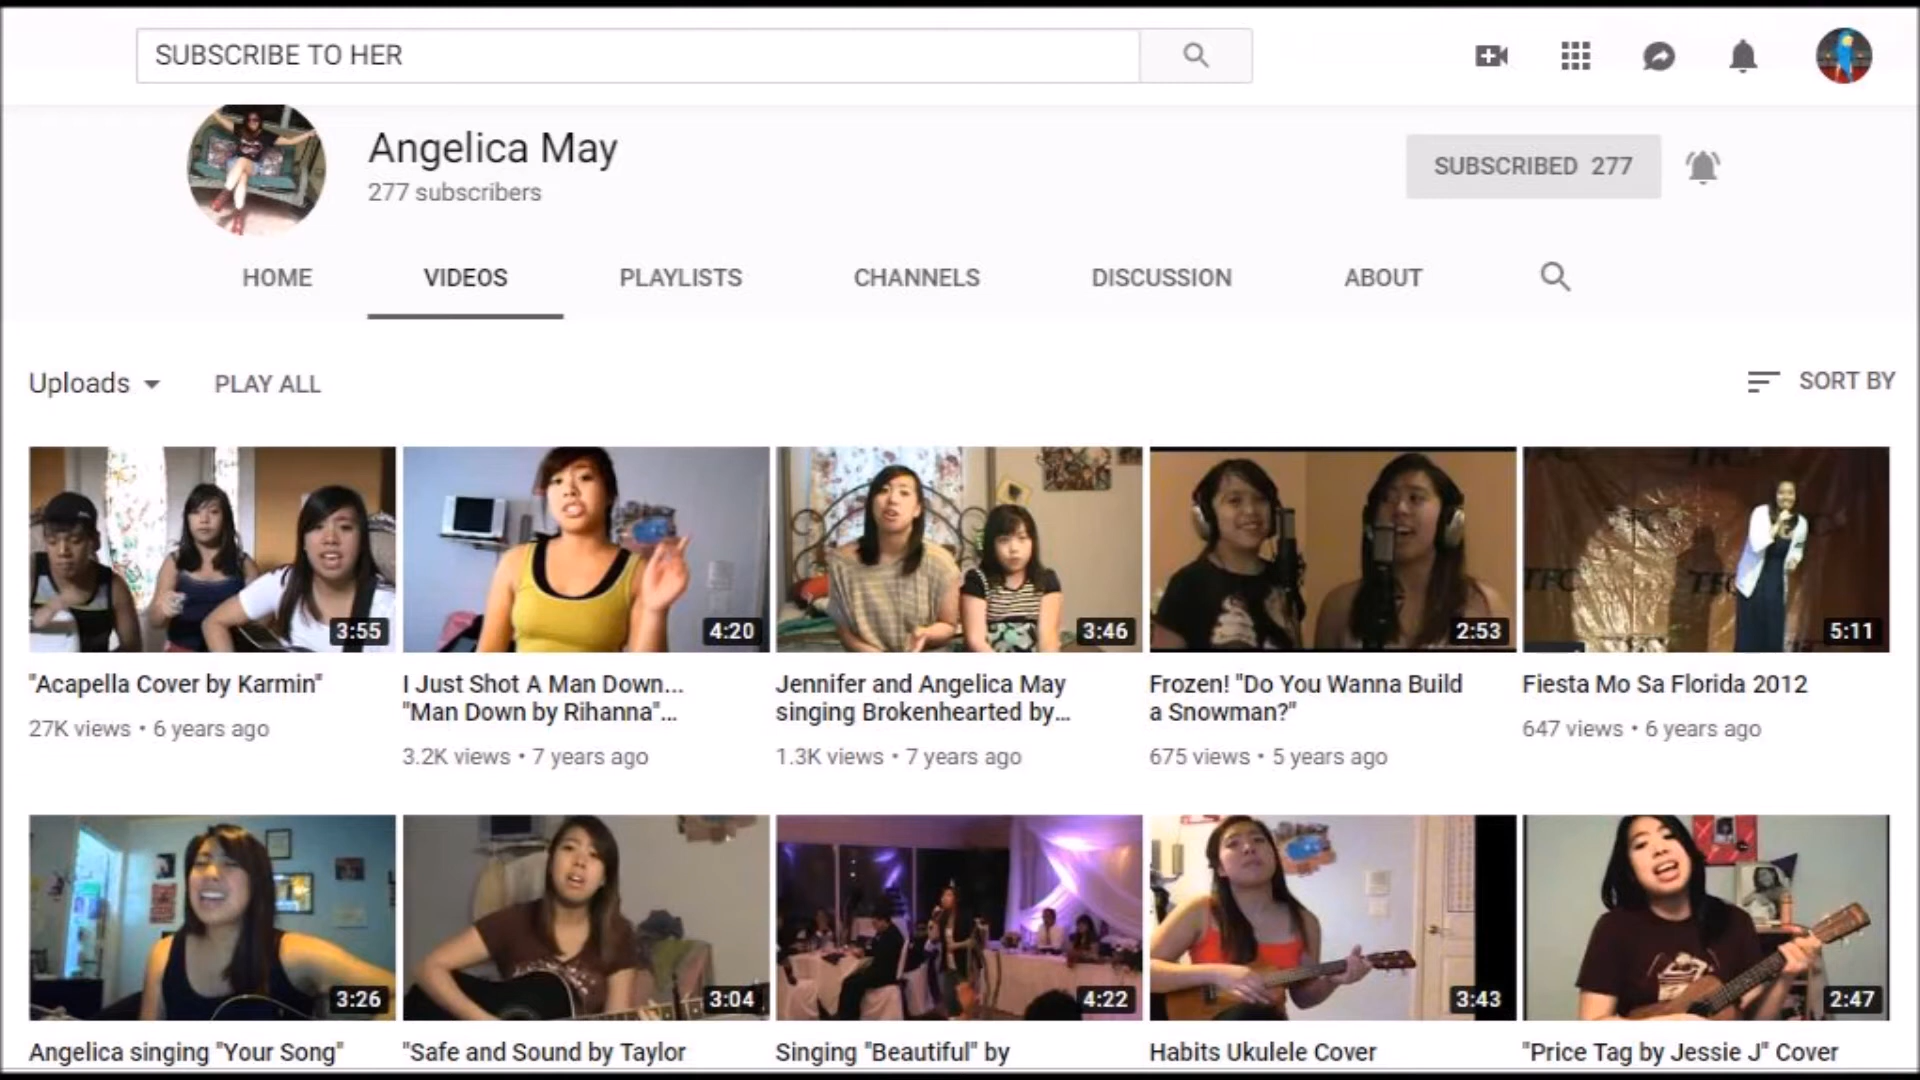 SUBSCRIBE TO HER
Angelica May
277 subscribers
SUBSCRIBED 277
HOME
VIDEOS
PLAYLISTS
CHANNELS
DISCUSSION
ABOUT
Uploads
PLAY ALL
SORT BY
3:55
4:20
3:46
2:53
TFC
TFC
5:11
"Acapella Cover by Karmin"
27K views • 6 years ago
I Just Shot A Man Down...
"Man Down by Rihanna"...
3.2K views • 7 years ago
Jennifer and Angelica May
singing Brokenhearted by...
1.3K views • 7 years ago
Frozen! "Do You Wanna Build
a Snowman?"
675 views • 5 years ago
Fiesta Mo Sa Florida 2012
647 views • 6 years ago
3:26
3:04
4:22
3:43
2:47
Angelica singing "Your Song"
"Safe and Sound by Taylor
Singing "Beautiful" by
Habits Ukulele Cover
"Price Tag by Jessie J" Cover